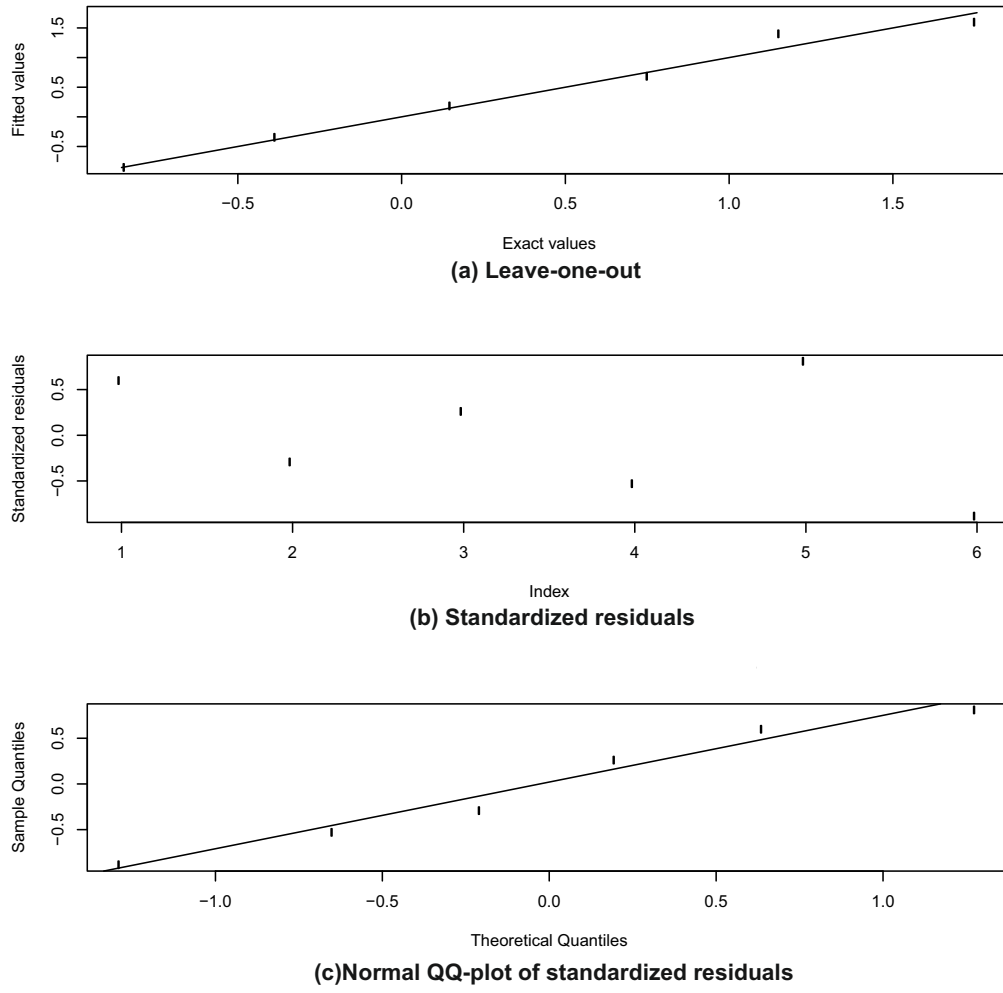 Fitted values
1.5
0.5
−0.5
−0.5 0.0 0.5 1.0 1.5
Exact values
(a) Leave-one-out
Standardized residuals
0.5
0.0
−0.5
1 2 3 4 5 6
Index
(b) Standardized residuals
Sample Quantiles
0.5
0.0
−0.5
−1.0 −0.5 0.0 0.5 1.0
Theoretical Quantiles
(c)Normal QQ-plot of standardized residuals